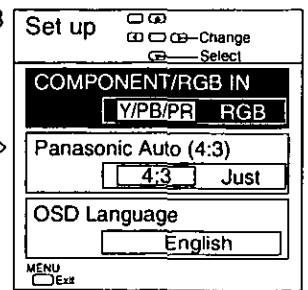 Set up
Change
Select
COMPONENT/RGB IN
Y/PB/PR RGB
Panasonic Auto (4:3)
4:3 Just
OSD Language
English
MENU
Exit